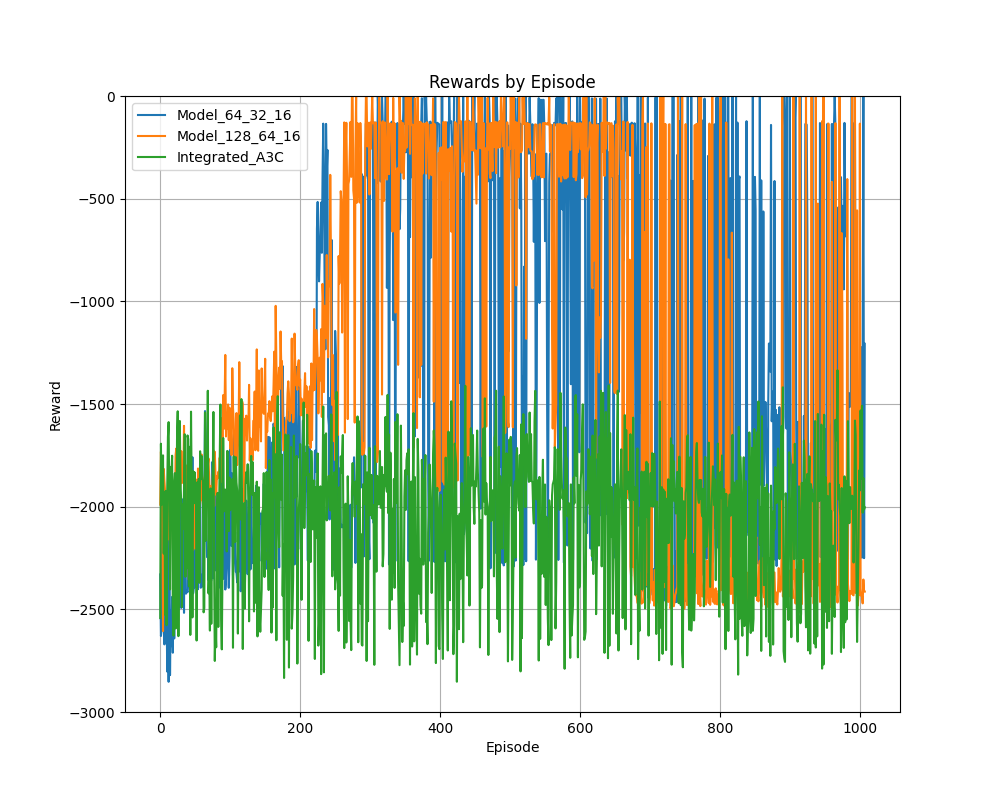 Rewards by Episode
Model_64_32_16
Model_128_64_16
Integrated_A3C
0
−500
−1000
−1500
−2000
−2500
−3000
Reward
0 200 400 600 800 1000
Episode